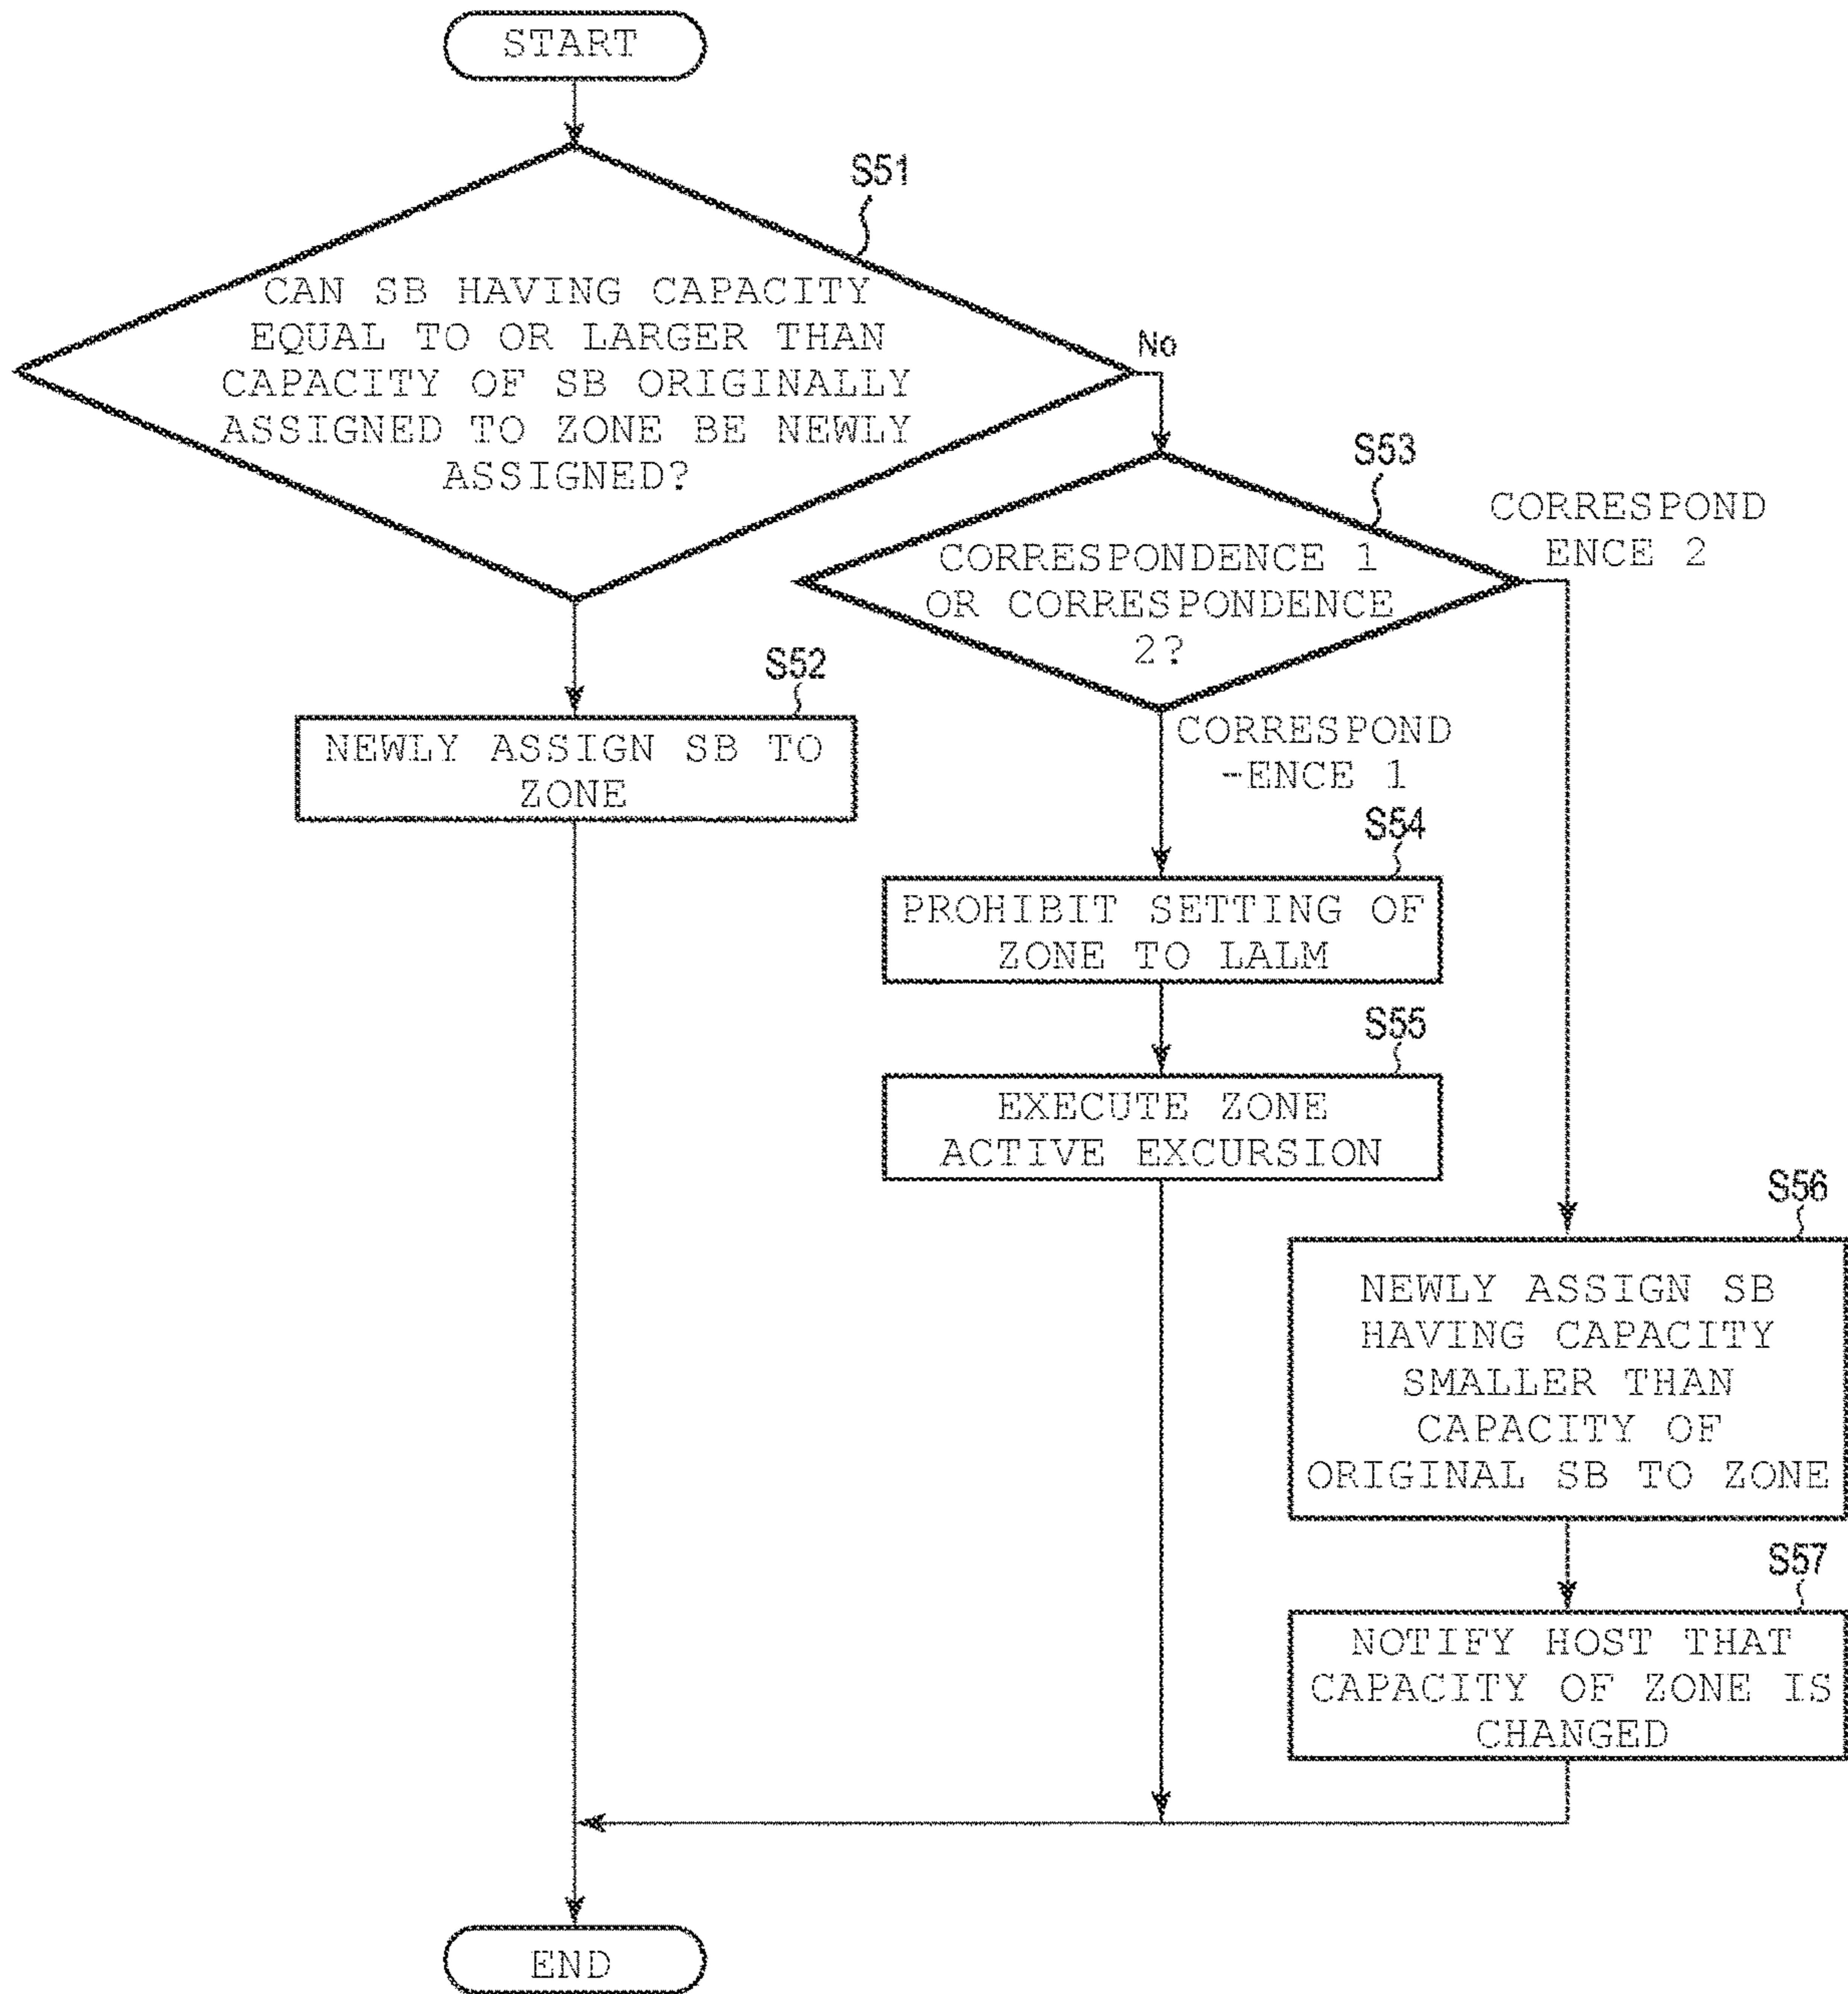 START
S51
CAN SB HAVING CAPACITY
EQUAL TO OR LARGER THAN
CAPACITY OF SB ORIGINALLY
ASSIGNED TO ZONE BE NEWLY
ASSIGNED?
No
S53
CORRESPONDENCE 1
OR CORRESPONDENCE
2?
CORRESPOND
ENCE 2
S52
NEWLY ASSIGN SB TO
ZONE
CORRESPOND
-ENCE 1
S54
PROHIBIT SETTING OF
ZONE TO LALM
S55
EXECUTE ZONE
ACTIVE EXCURSION
S56
NEWLY ASSIGN SB
HAVING CAPACITY
SMALLER THAN
CAPACITY OF
ORIGINAL SB TO ZONE
S57
NOTIFY HOST THAT
CAPACITY OF ZONE IS
CHANGED
END